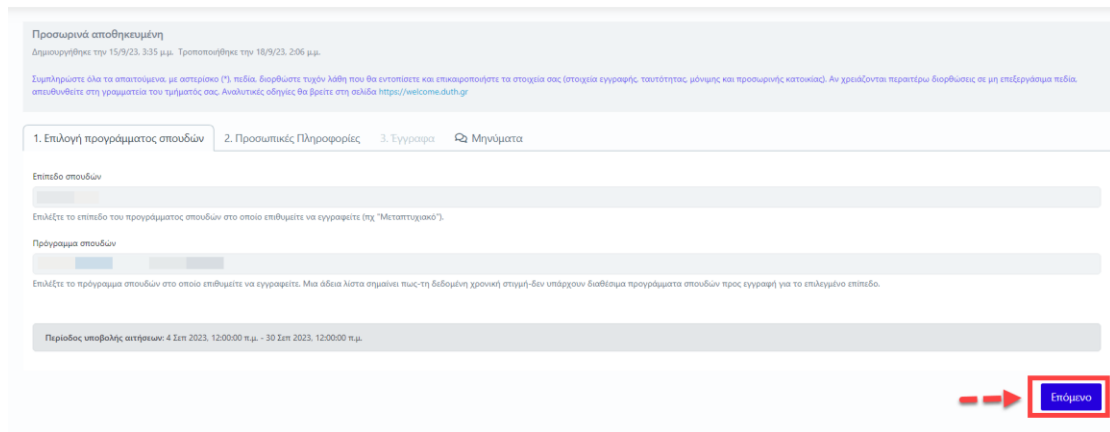 Προσωρινά αποθηκευμένη
Δημιουργήθηκε την 15/9/23, 3:35 μ.μ. Τροποποιήθηκε την 18/9/23, 2:06 μ.μ.
Συμπληρώστε όλα τα απαιτούμενα, με αστερίσκο (*), πεδία, διορθώστε τυχόν λάθη που θα εντοπίσετε και επικαιροποιήστε τα στοιχεία σας (στοιχεία εγγραφής, ταυτότητας, μόνιμης και προσωρινής κατοικίας). Αν χρειάζονται περαιτέρω διορθώσεις σε μη επεξεργάσιμα πεδία,
απευθυνθείτε στη γραμματεία του τμήματός σας. Αναλυτικές οδηγίες θα βρείτε στη σελίδα https://welcome.duth.gr
1. Επιλογή προγράμματος σπουδών 2. Προσωπικές Πληροφορίες 3. Έγγραφα Μηνύματα
Επίπεδο σπουδών
Επιλέξτε το επίπεδο του προγράμματος σπουδών στο οποίο επιθυμείτε να εγγραφείτε (πχ "Μεταπτυχιακό").
Πρόγραμμα σπουδών
Επιλέξτε το πρόγραμμα σπουδών στο οποίο επιθυμείτε να εγγραφείτε. Μια άδεια λίστα σημαίνει πως-τη δεδομένη χρονική στιγμή-δεν υπάρχουν διαθέσιμα προγράμματα σπουδών προς εγγραφή για το επιλεγμένο επίπεδο.
Περίοδος υποβολής αιτήσεων: 4 Σεπ 2023, 12:00:00 π.μ. - 30 Σεπ 2023, 12:00:00 π.μ.
Επόμενο